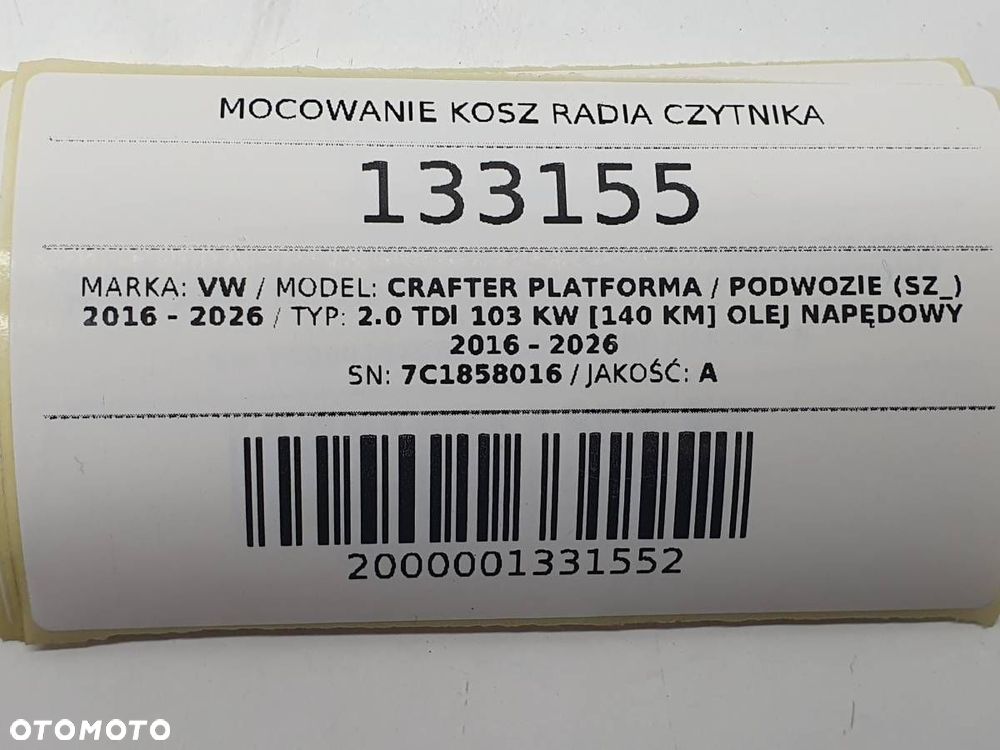 MOCOWANIE KOSZ RADIA CZYTNIKA
133155
MARKA: VW / MODEL: CRAFTER PLATFORMA / PODWOZIE (SZ_)
2016 - 2026 / TYP: 2.0 TDI 103 KW [140 KM] OLEJ NAPĘDOWY
2016 - 2026
SN: 7C1858016 / JAKOŚĆ: A
2000001331552
OTOMOTO